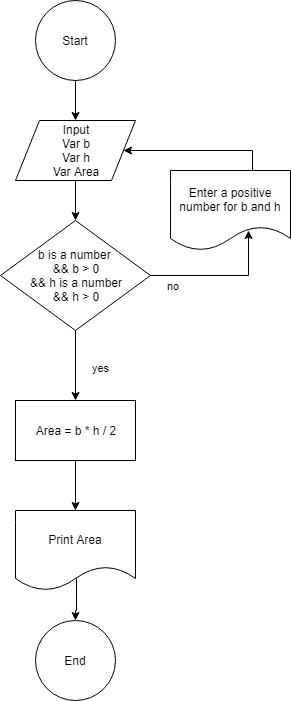 Start
Input
Var b
Var h
Var Area
Enter a positive
number for b and h
b is a number
&& b > 0
&& h is a number
&& h > 0
no
yes
Area = b * h / 2
Print Area
End